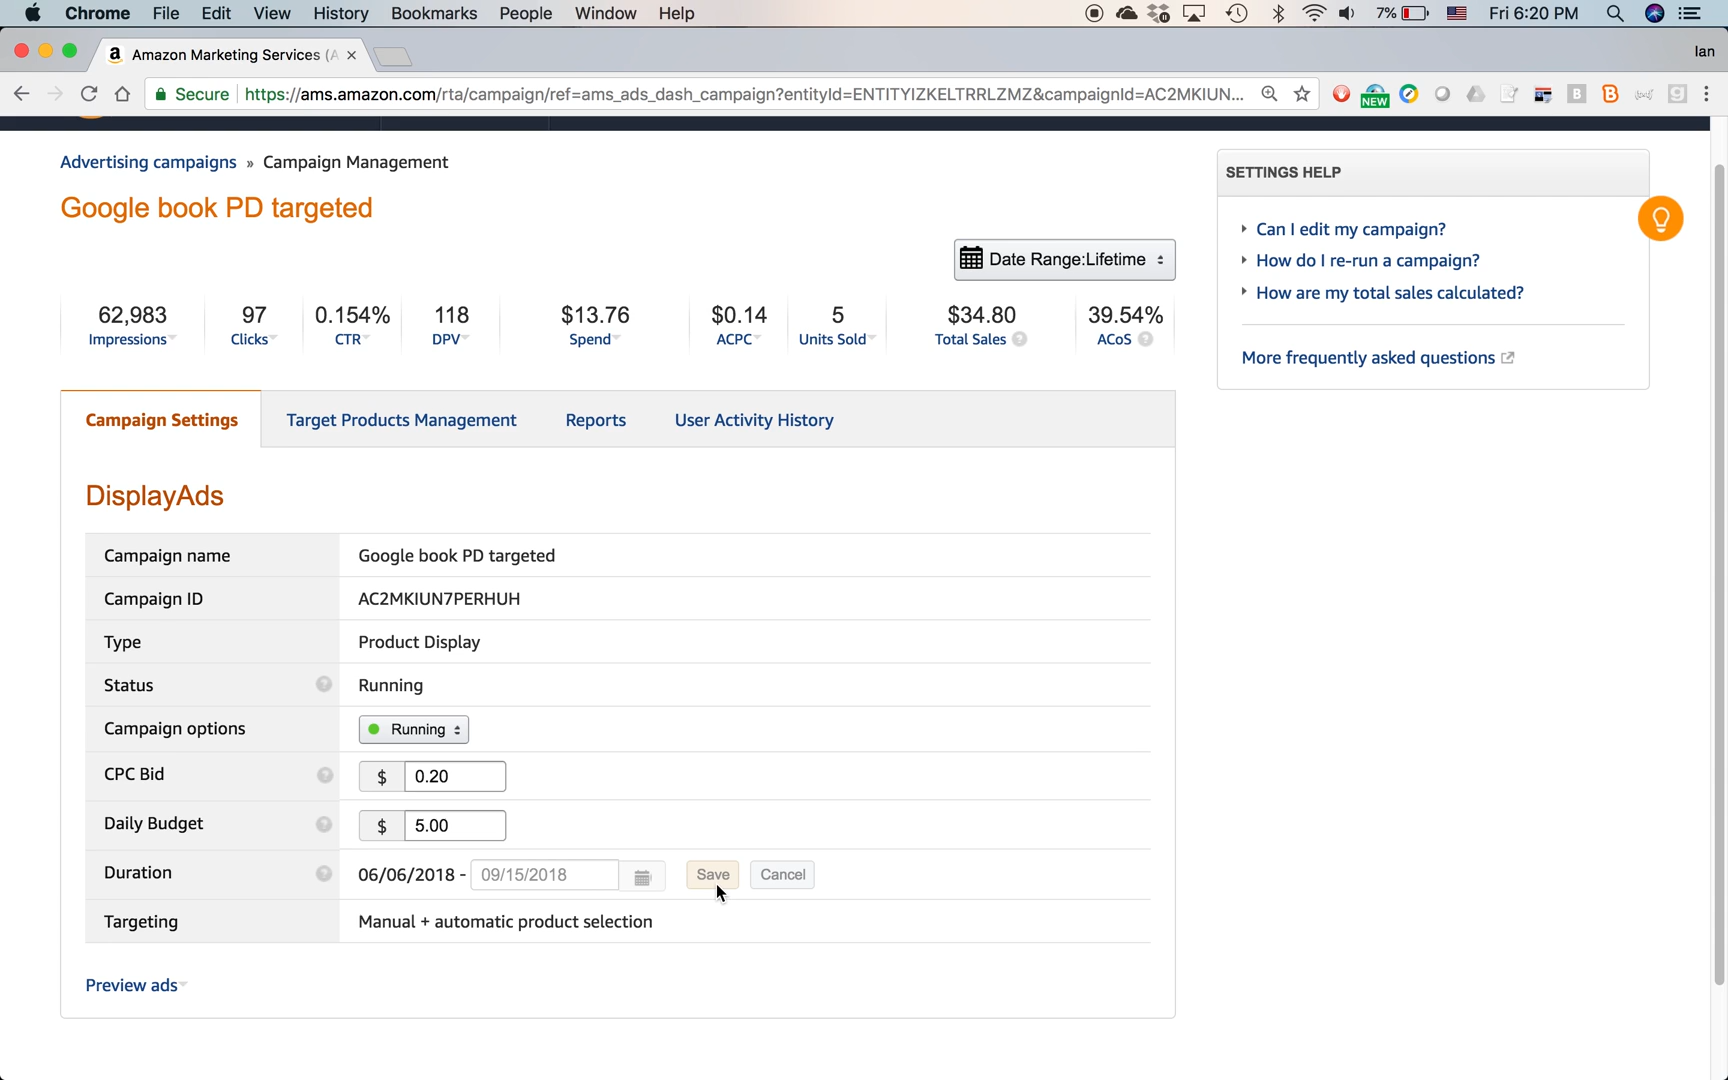 Chrome File Edit View History Bookmarks People Window Help 7% Fri 6:20 PM
a Amazon Marketing Services (A × Ian
Secure https://ams.amazon.com/rta/campaign/ref=ams_ads_dash_campaign?entityId=ENTITYIZKELTRRLZMZ&campaignId=AC2MKIUN... NEW B B g
Advertising campaigns » Campaign Management
SETTINGS HELP
Google book PD targeted
Can I edit my campaign?
Date Range:Lifetime
How do I re-run a campaign?
How are my total sales calculated?
62,983 97 0.154% 118 $13.76 $0.14 5 $34.80 39.54%
Impressions Clicks CTR DPV Spend ACPC Units Sold Total Sales ? ACoS ?
More frequently asked questions
Campaign Settings Target Products Management Reports User Activity History
DisplayAds
Campaign name Google book PD targeted
Campaign ID AC2MKIUN7PERHUH
Type Product Display
Status ? Running
Campaign options Running
CPC Bid ? $ 0.20
Daily Budget ? $ 5.00
Duration ? 06/06/2018 - 09/15/2018 Save Cancel
Targeting Manual + automatic product selection
Preview ads